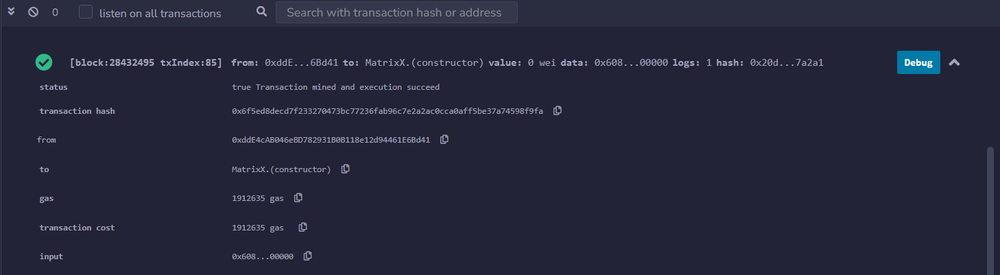 0 listen on all transactions Search with transaction hash or address
[block:28432495 txIndex:85] from: 0xddE...6Bd41 to: MatrixX.(constructor) value: 0 wei data: 0x608...00000 logs: 1 hash: 0x20d...7a2a1 Debug
status true Transaction mined and execution succeed
transaction hash 0x6f5ed8decd7f233270473bc77236fab96c7e2a2ac0cca0aff5be37a74598f9fa
from 0xddE4cAB046eBD782931B0B118e12d94461E6Bd41
to MatrixX.(constructor)
gas 1912635 gas
transaction cost 1912635 gas
input 0x608...00000